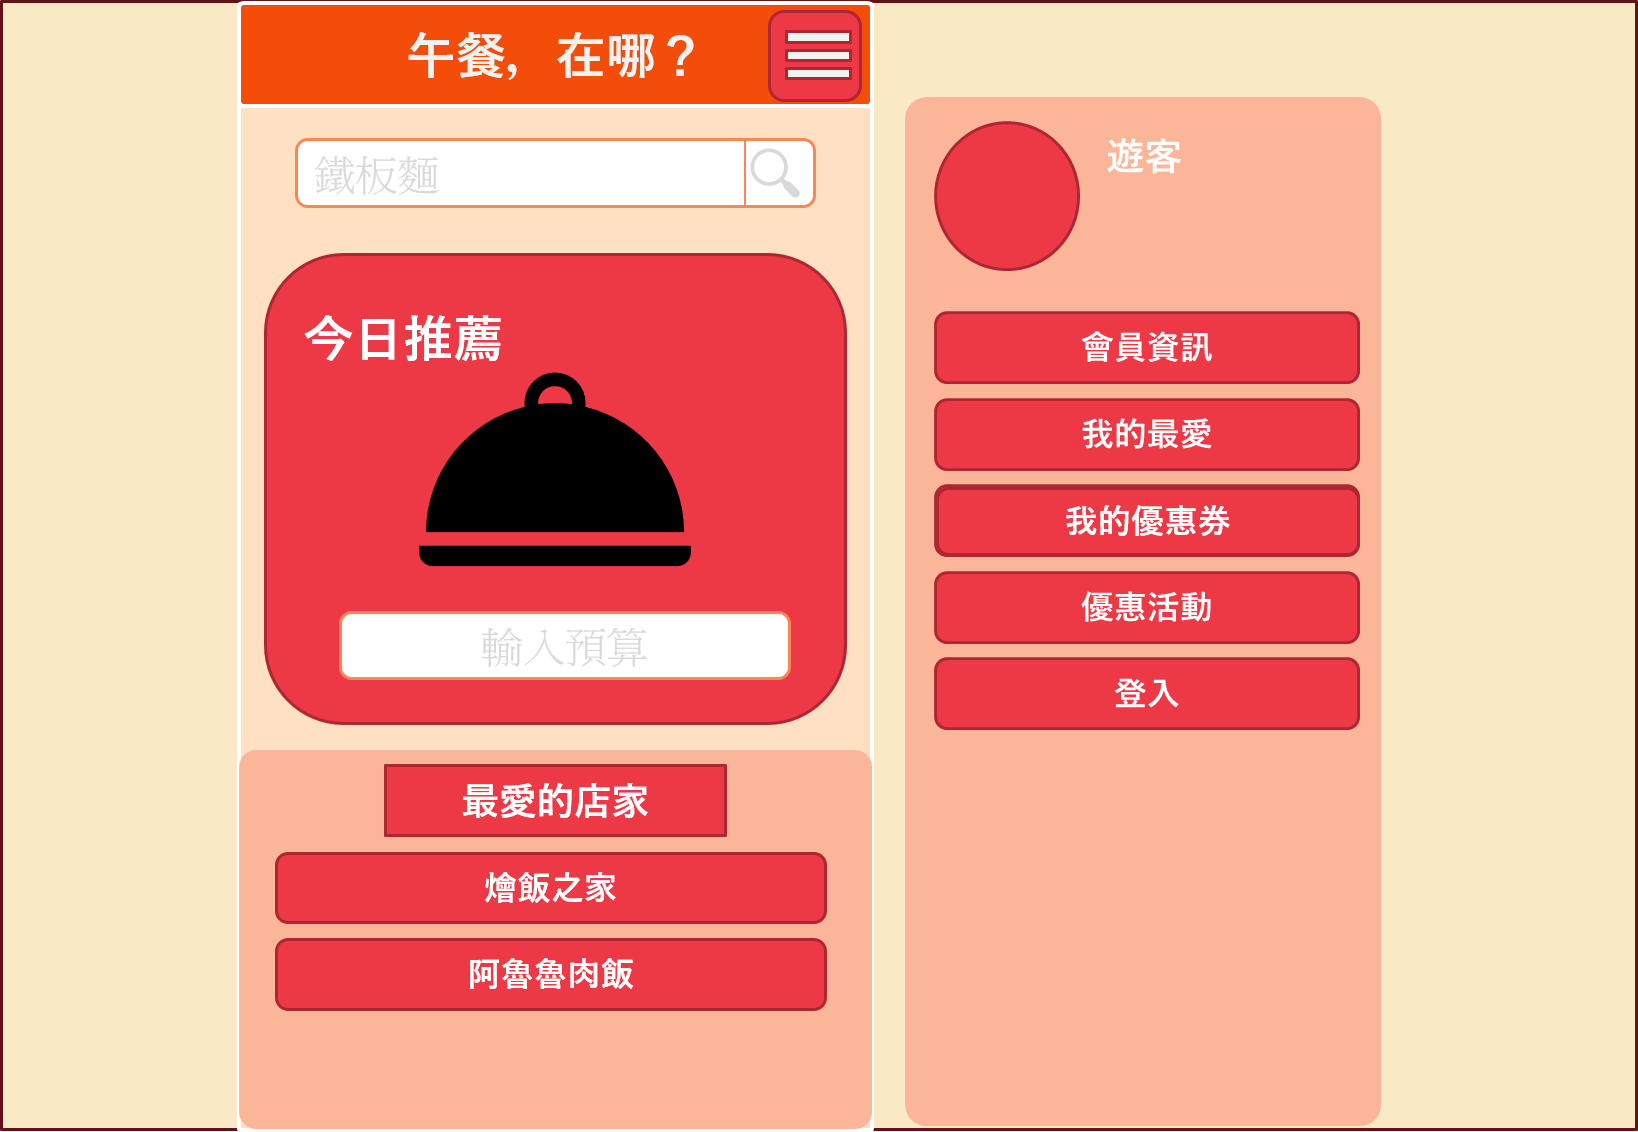 午餐，在哪？
鐵板麵
今日推薦
輸入預算
最愛的店家
燴飯之家
阿魯魯肉飯
遊客
會員資訊
我的最愛
我的優惠券
優惠活動
登入